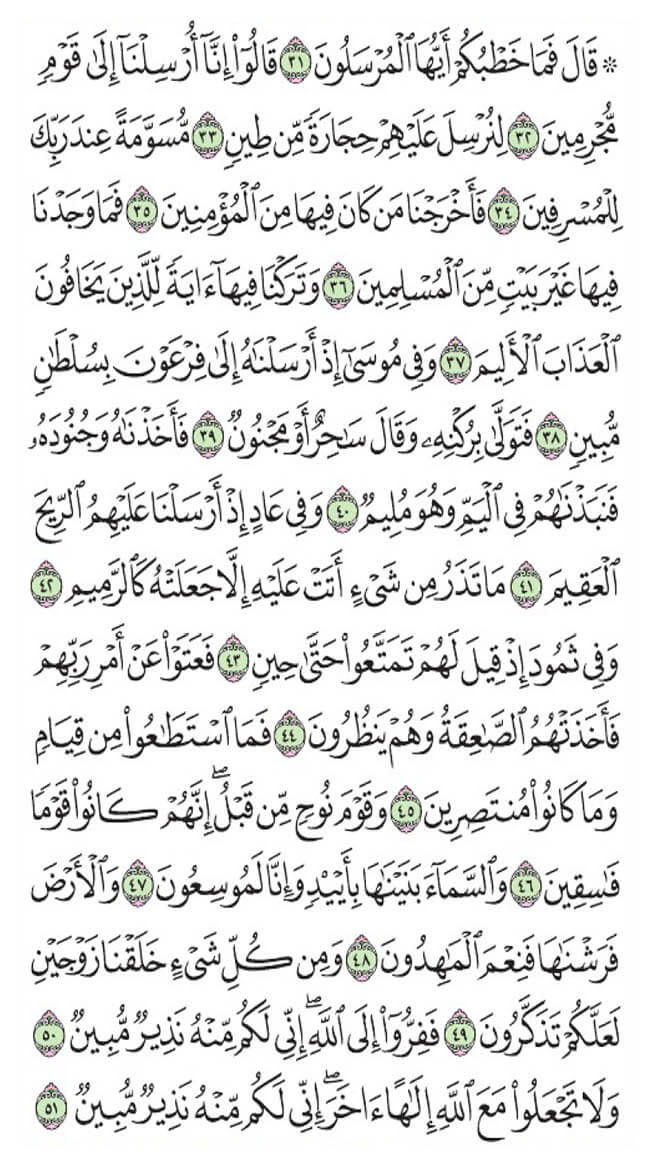 ۞ قَالَ فَمَا خَطۡبُكُمۡ أَيُّهَا ٱلۡمُرۡسَلُونَ ٣١ قَالُوٓاْ إِنَّآ أُرۡسِلۡنَآ إِلَىٰ قَوۡمٖ
مُّجۡرِمِينَ ٣٢ لِنُرۡسِلَ عَلَيۡهِمۡ حِجَارَةٗ مِّن طِينٖ ٣٣ مُّسَوَّمَةً عِندَ رَبِّكَ
لِلۡمُسۡرِفِينَ ٣٤ فَأَخۡرَجۡنَا مَن كَانَ فِيهَا مِنَ ٱلۡمُؤۡمِنِينَ ٣٥ فَمَا وَجَدۡنَا
فِيهَا غَيۡرَ بَيۡتٖ مِّنَ ٱلۡمُسۡلِمِينَ ٣٦ وَتَرَكۡنَا فِيهَآ ءَايَةٗ لِّلَّذِينَ يَخَافُونَ
ٱلۡعَذَابَ ٱلۡأَلِيمَ ٣٧ وَفِي مُوسَىٰٓ إِذۡ أَرۡسَلۡنَٰهُ إِلَىٰ فِرۡعَوۡنَ بِسُلۡطَٰنٖ
مُّبِينٖ ٣٨ فَتَوَلَّىٰ بِرُكۡنِهِۦ وَقَالَ سَٰحِرٌ أَوۡ مَجۡنُونٞ ٣٩ فَأَخَذۡنَٰهُ وَجُنُودَهُۥ
فَنَبَذۡنَٰهُمۡ فِي ٱلۡيَمِّ وَهُوَ مُلِيمٞ ٤٠ وَفِي عَادٍ إِذۡ أَرۡسَلۡنَا عَلَيۡهِمُ ٱلرِّيحَ
ٱلۡعَقِيمَ ٤١ مَا تَذَرُ مِن شَيۡءٍ أَتَتۡ عَلَيۡهِ إِلَّا جَعَلَتۡهُ كَٱلرَّمِيمِ ٤٢
وَفِي ثَمُودَ إِذۡ قِيلَ لَهُمۡ تَمَتَّعُواْ حَتَّىٰ حِينٖ ٤٣ فَعَتَوۡاْ عَنۡ أَمۡرِ رَبِّهِمۡ
فَأَخَذَتۡهُمُ ٱلصَّٰعِقَةُ وَهُمۡ يَنظُرُونَ ٤٤ فَمَا ٱسۡتَطَٰعُواْ مِن قِيَامٖ
وَمَا كَانُواْ مُنتَصِرِينَ ٤٥ وَقَوۡمَ نُوحٖ مِّن قَبۡلُۖ إِنَّهُمۡ كَانُواْ قَوۡمٗا
فَٰسِقِينَ ٤٦ وَٱلسَّمَآءَ بَنَيۡنَٰهَا بِأَيۡيْدٖ وَإِنَّا لَمُوسِعُونَ ٤٧ وَٱلۡأَرۡضَ
فَرَشۡنَٰهَا فَنِعۡمَ ٱلۡمَٰهِدُونَ ٤٨ وَمِن كُلِّ شَيۡءٍ خَلَقۡنَا زَوۡجَيۡنِ
لَعَلَّكُمۡ تَذَكَّرُونَ ٤٩ فَفِرُّوٓاْ إِلَى ٱللَّهِۖ إِنِّي لَكُم مِّنۡهُ نَذِيرٞ مُّبِينٞ ٥٠
وَلَا تَجۡعَلُواْ مَعَ ٱللَّهِ إِلَٰهًا ءَاخَرَۖ إِنِّي لَكُم مِّنۡهُ نَذِيرٞ مُّبِينٞ ٥١